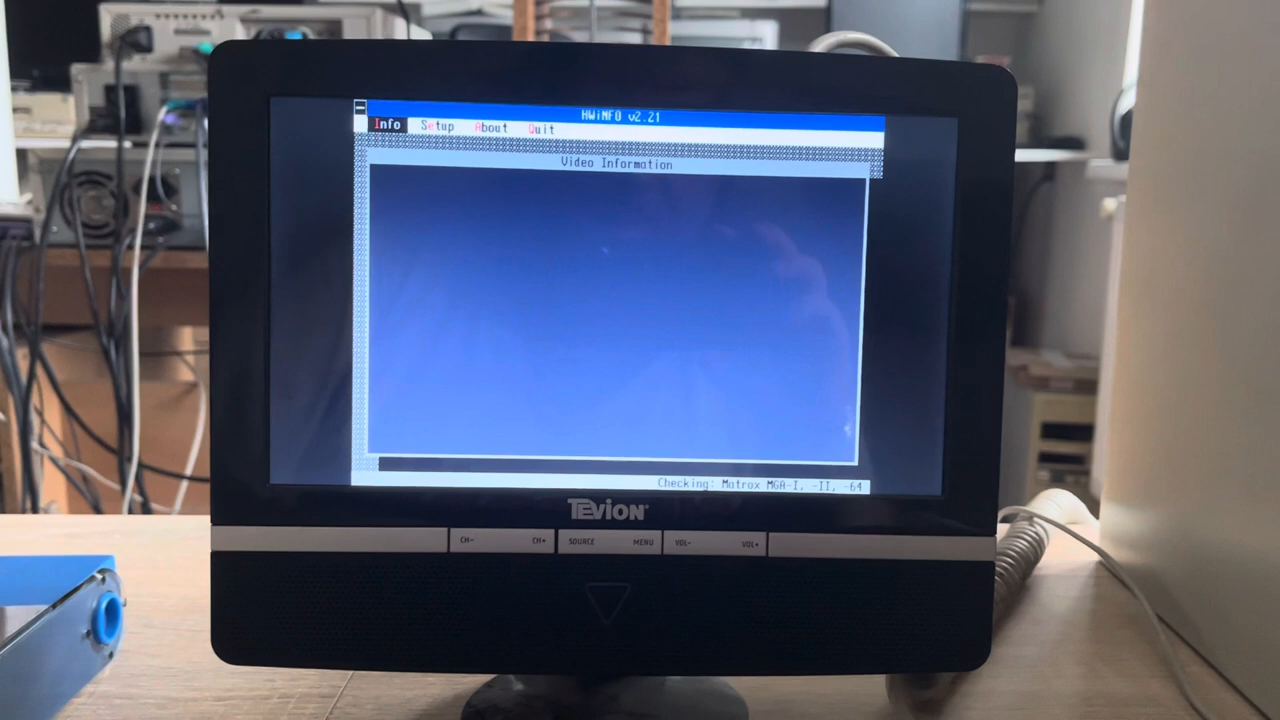 HWiNFO v2.21
Info Setup About Quit
Video Information
Checking: Matrox MGA-I, -II, -64
TEVION®
CH- CH+ SOURCE MENU VOL- VOL+